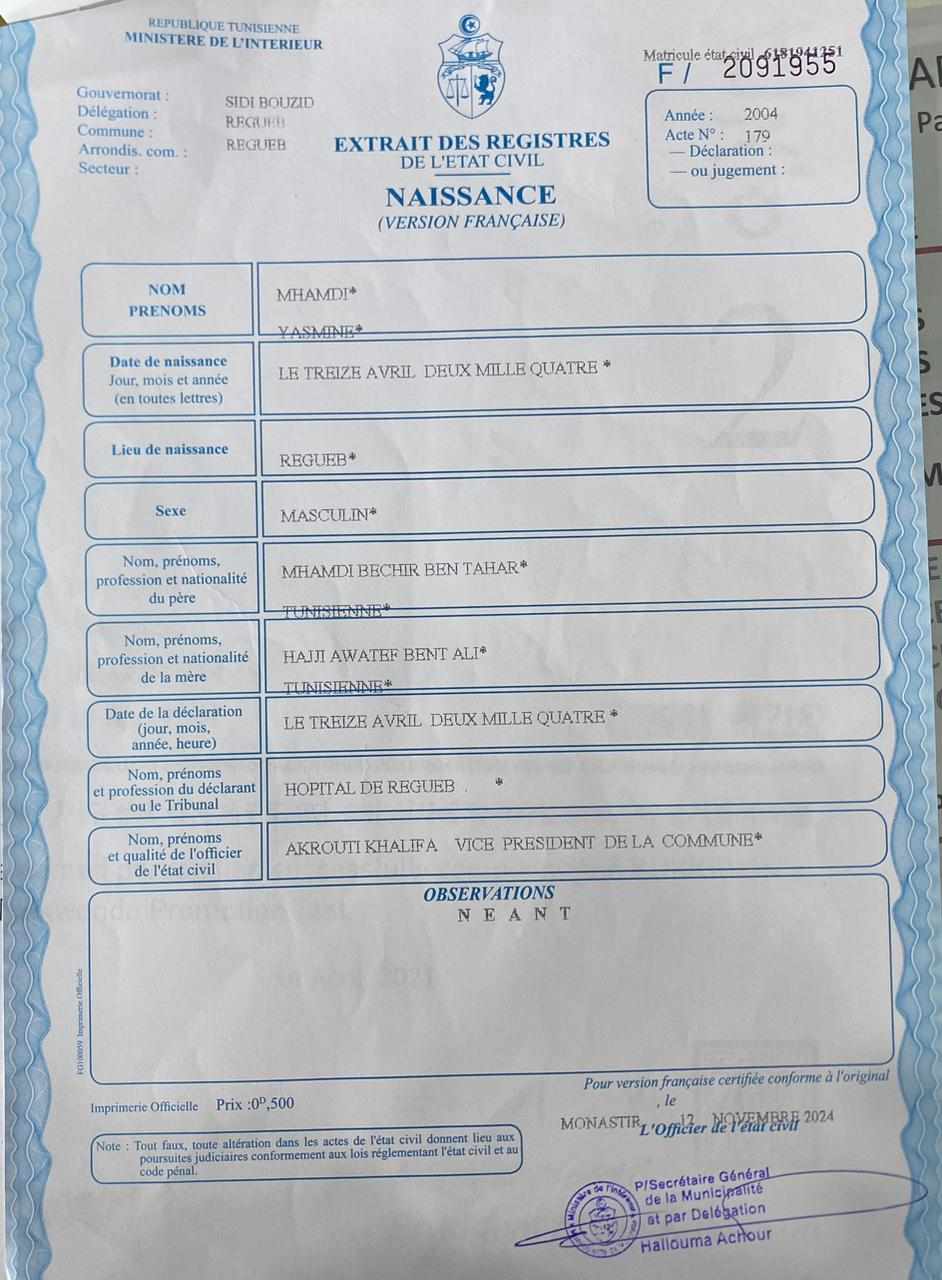 REPUBLIQUE TUNISIENNE
MINISTERE DE L'INTERIEUR
Matricule état civil 6181941351
F / 2091955
Gouvernorat : SIDI BOUZID
Délégation : REGUEB
Commune : REGUEB
Arrondis. com. :
Secteur :
EXTRAIT DES REGISTRES
DE L'ETAT CIVIL
NAISSANCE
(VERSION FRANÇAISE)
Année : 2004
Acte N° : 179
— Déclaration :
— ou jugement :
NOM
PRENOMS
MHAMDI*
YASMINE*
Date de naissance
Jour, mois et année
(en toutes lettres)
LE TREIZE AVRIL DEUX MILLE QUATRE *
Lieu de naissance
REGUEB*
Sexe
MASCULIN*
Nom, prénoms,
profession et nationalité
du père
MHAMDI BECHIR BEN TAHAR*
TUNISIENNE*
Nom, prénoms,
profession et nationalité
de la mère
HAJJI AWATEF BENT ALI*
TUNISIENNE*
Date de la déclaration
(jour, mois,
année, heure)
LE TREIZE AVRIL DEUX MILLE QUATRE *
Nom, prénoms
et profession du déclarant
ou le Tribunal
HOPITAL DE REGUEB . *
Nom, prénoms
et qualité de l'officier
de l'état civil
AKROUTI KHALIFA VICE PRESIDENT DE LA COMMUNE*
OBSERVATIONS
N E A N T
Imprimerie Officielle
Imprimerie Officielle Prix :0ᴰ,500
Note : Tout faux, toute altération dans les actes de l'état civil donnent lieu aux
poursuites judiciaires conformement aux lois réglementant l'état civil et au
code pénal.
Pour version française certifiée conforme à l'original
, le
MONASTIR 12 NOVEMBRE 2024
L'Officier de l'état civil
P/Secrétaire Général
de la Municipalité
et par Delégation
Hallouma Achour